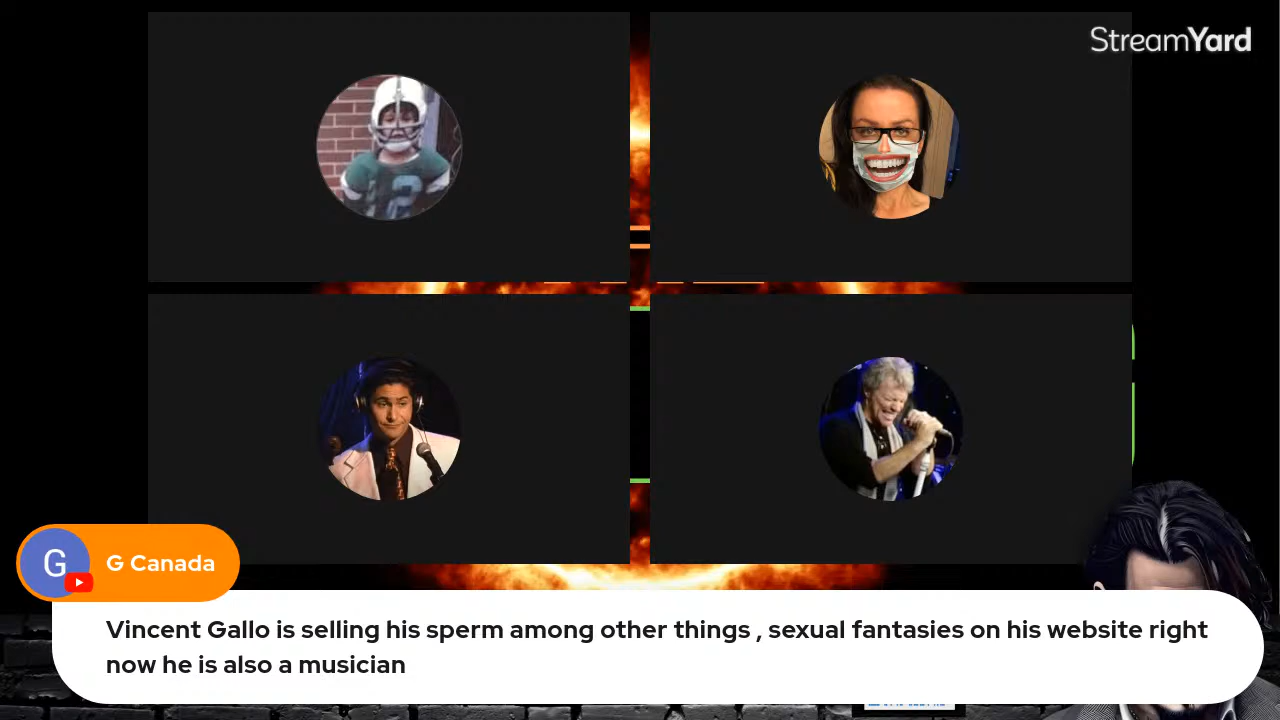 StreamYard
12
G
G Canada
Vincent Gallo is selling his sperm among other things , sexual fantasies on his website right
now he is also a musician